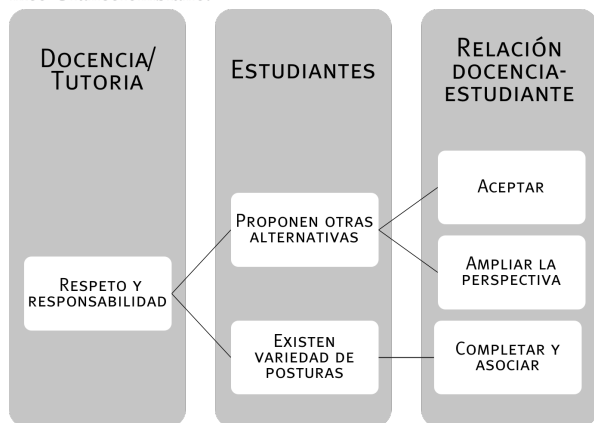 DOCENCIA/
TUTORIA
ESTUDIANTES
RELACIÓN
DOCENCIA-
ESTUDIANTE
RESPETO Y
RESPONSABILIDAD
PROPONEN OTRAS
ALTERNATIVAS
EXISTEN
VARIEDAD DE
POSTURAS
ACEPTAR
AMPLIAR LA
PERSPECTIVA
COMPLETAR Y
ASOCIAR